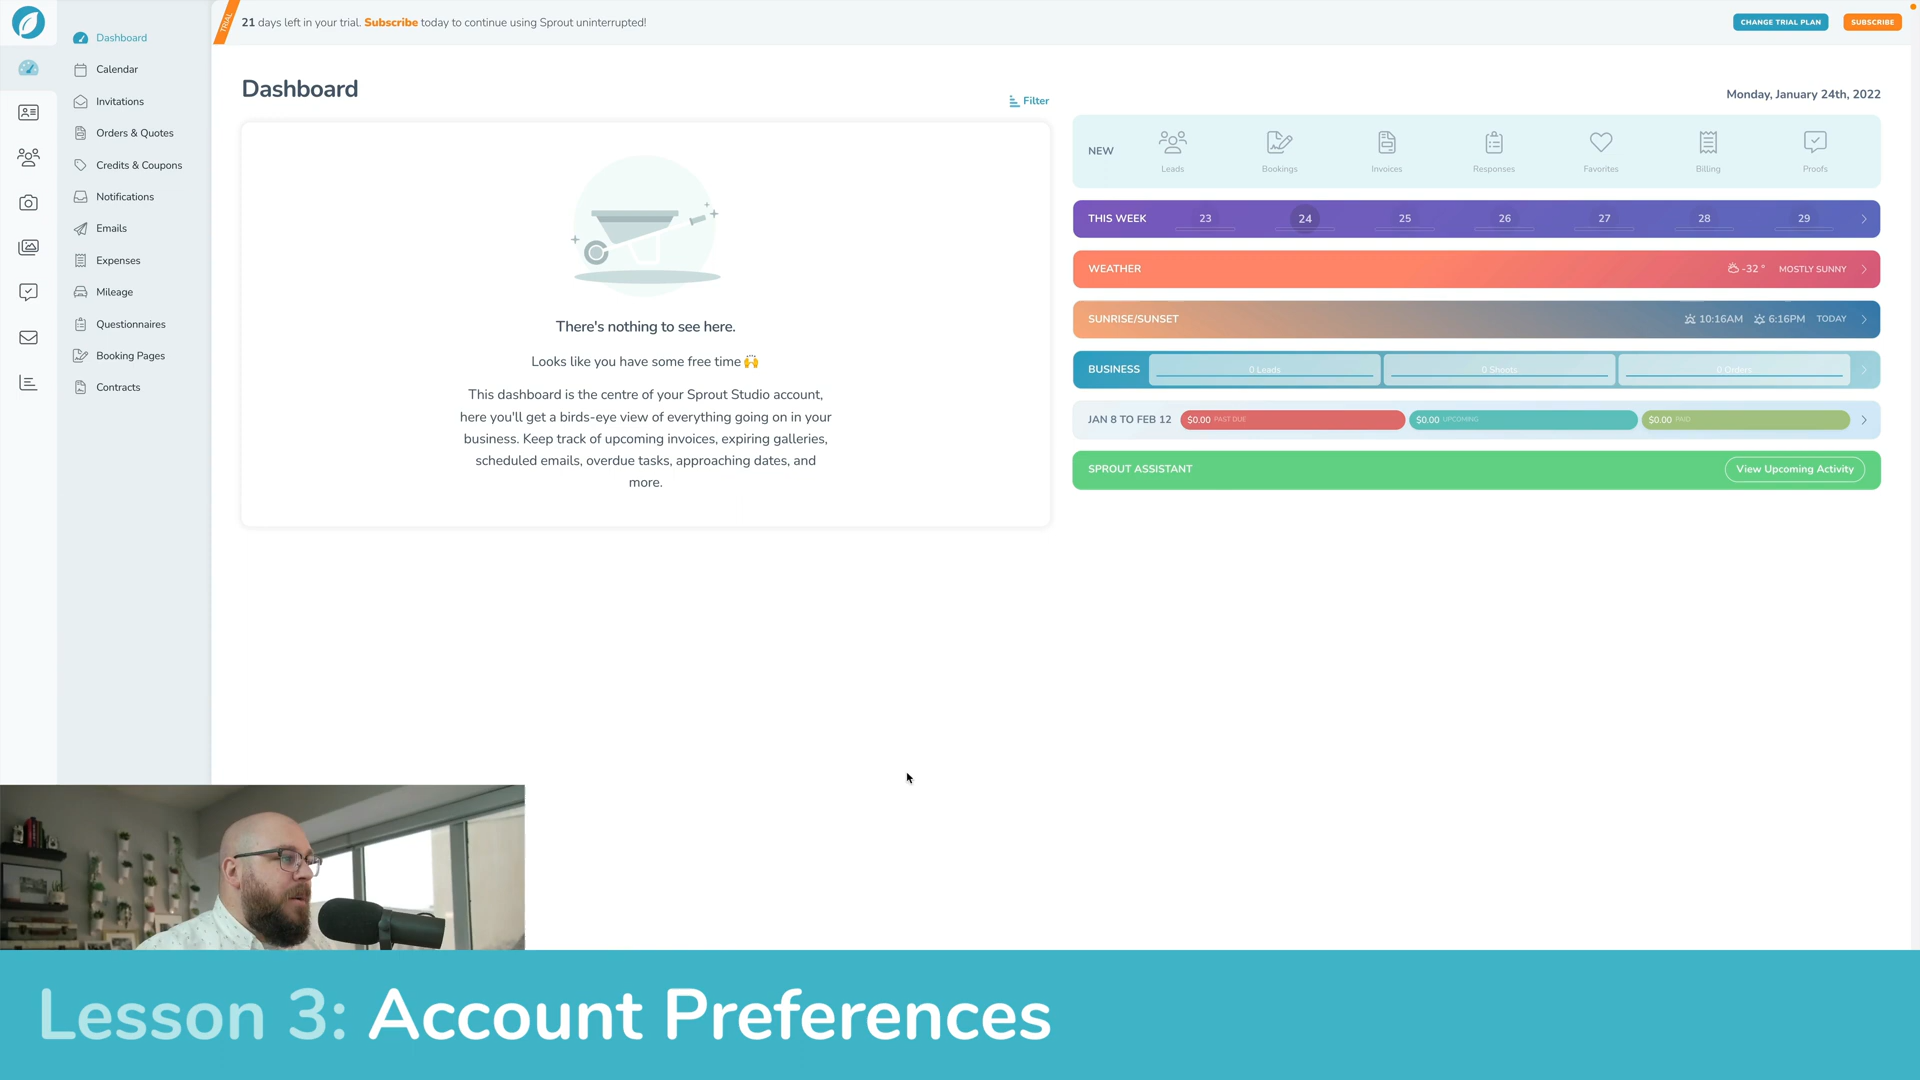 TRIAL
21 days left in your trial. Subscribe today to continue using Sprout uninterrupted!
CHANGE TRIAL PLAN
SUBSCRIBE
Dashboard
Calendar
Invitations
Orders & Quotes
Credits & Coupons
Notifications
Emails
Expenses
Mileage
Questionnaires
Booking Pages
Contracts
Dashboard
Filter
There's nothing to see here.
Looks like you have some free time 🙌
This dashboard is the centre of your Sprout Studio account,
here you'll get a birds-eye view of everything going on in your
business. Keep track of upcoming invoices, expiring galleries,
scheduled emails, overdue tasks, approaching dates, and
more.
Monday, January 24th, 2022
NEW
Leads
Bookings
Invoices
Responses
Favorites
Billing
Proofs
THIS WEEK 23 24 25 26 27 28 29
WEATHER -32 ° MOSTLY SUNNY
SUNRISE/SUNSET 10:16AM 6:16PM TODAY
BUSINESS 0 Leads 0 Shoots 0 Orders
JAN 8 TO FEB 12 $0.00 PAST DUE $0.00 UPCOMING $0.00 PAID
SPROUT ASSISTANT View Upcoming Activity
Lesson 3: Account Preferences